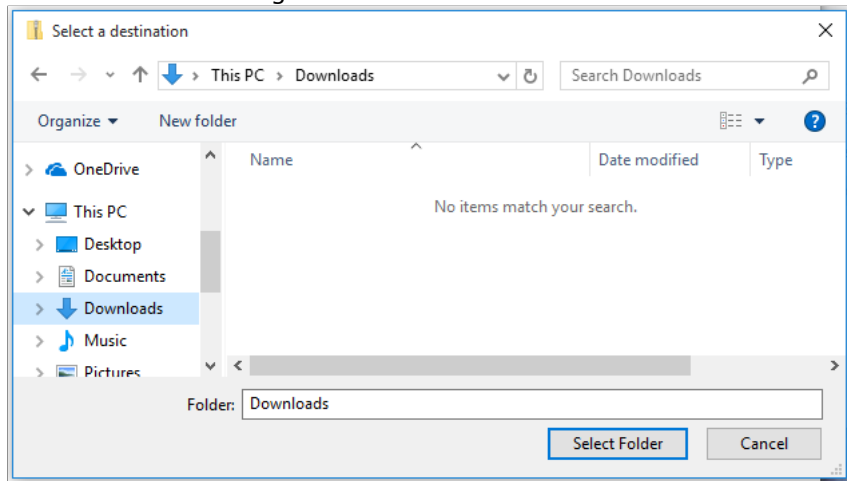 Select a destination
This PC > Downloads
Search Downloads
Organize
New folder
Name
Date modified
Type
OneDrive
No items match your search.
This PC
Desktop
Documents
Downloads
Music
Pictures
Folder: Downloads
Select Folder
Cancel